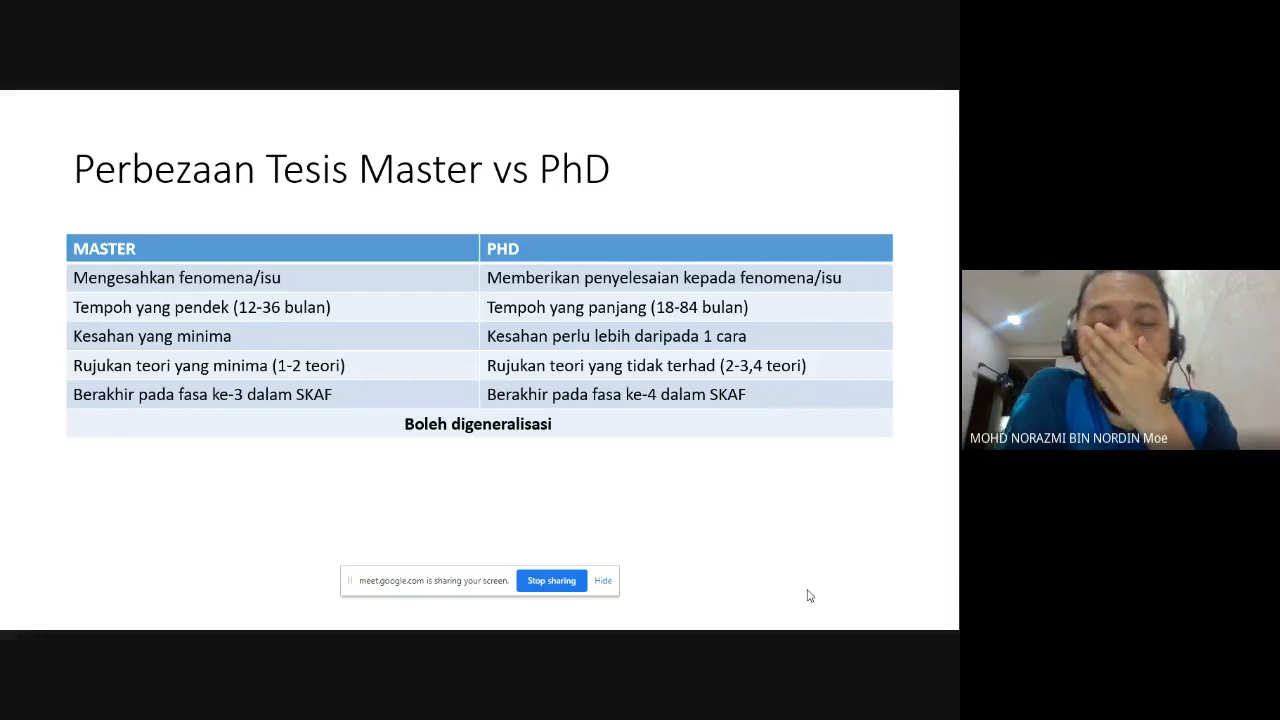 Perbezaan Tesis Master vs PhD
MASTER PHD
Mengesahkan fenomena/isu Memberikan penyelesaian kepada fenomena/isu
Tempoh yang pendek (12-36 bulan) Tempoh yang panjang (18-84 bulan)
Kesahan yang minima Kesahan perlu lebih daripada 1 cara
Rujukan teori yang minima (1-2 teori) Rujukan teori yang tidak terhad (2-3,4 teori)
Berakhir pada fasa ke-3 dalam SKAF Berakhir pada fasa ke-4 dalam SKAF
Boleh digeneralisasi
meet.google.com is sharing your screen. Stop sharing Hide
MOHD NORAZMI BIN NORDIN Moe